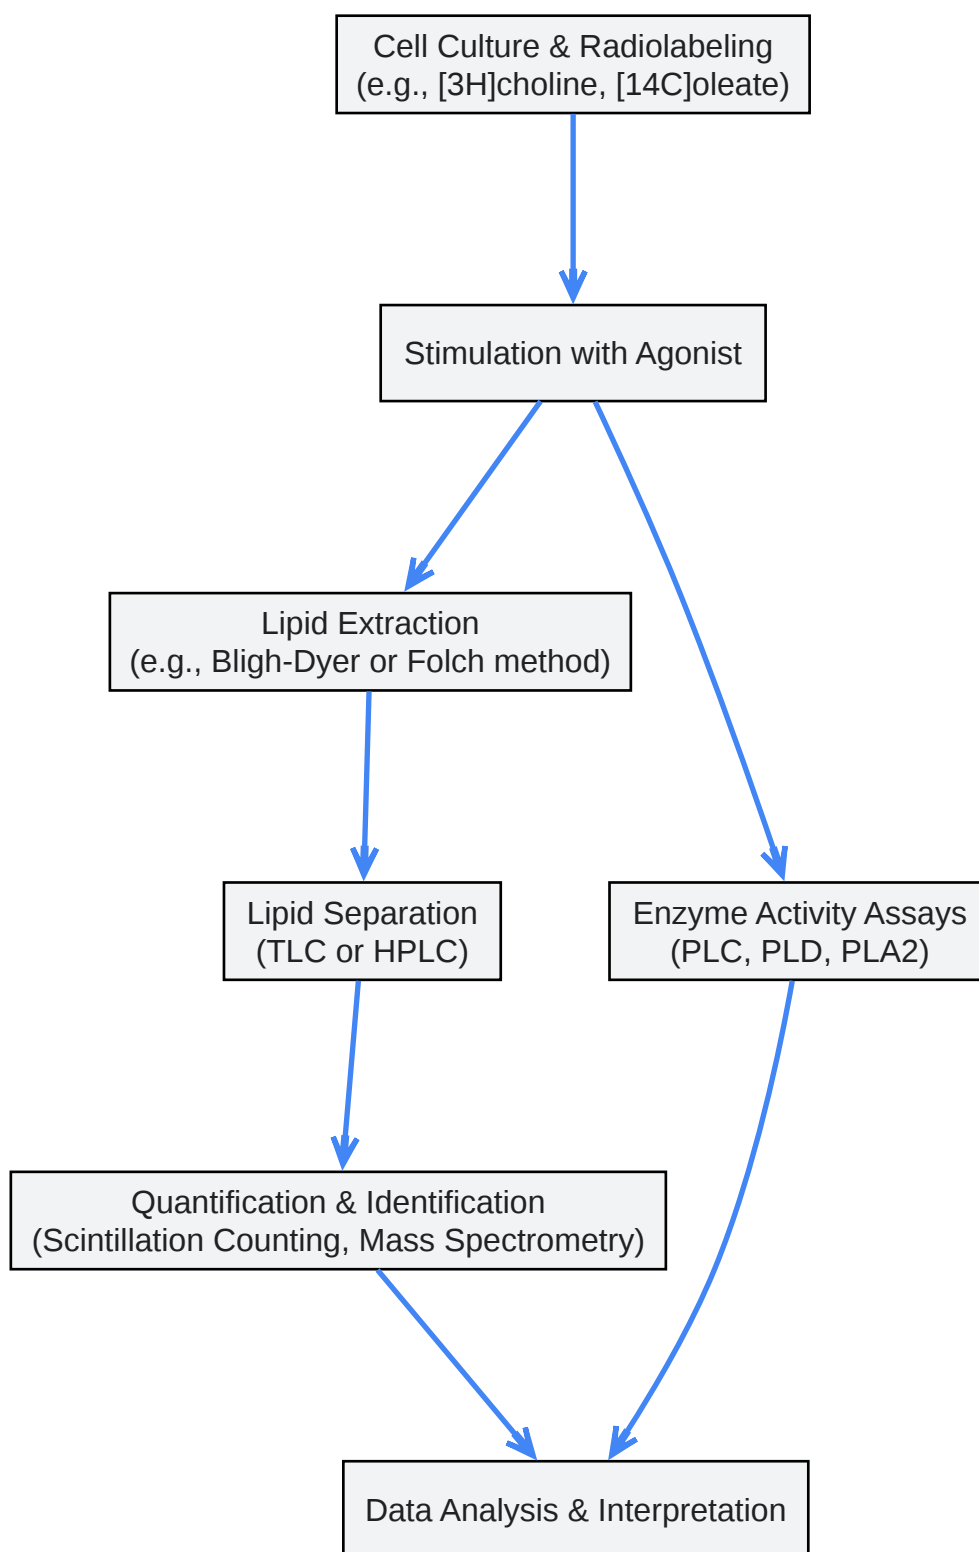 Cell Culture & Radiolabeling
(e.g., [3H]choline, [14C]oleate)
Stimulation with Agonist
Lipid Extraction
(e.g., Bligh-Dyer or Folch method)
Lipid Separation
(TLC or HPLC)
Enzyme Activity Assays
(PLC, PLD, PLA2)
Quantification & Identification
(Scintillation Counting, Mass Spectrometry)
Data Analysis & Interpretation